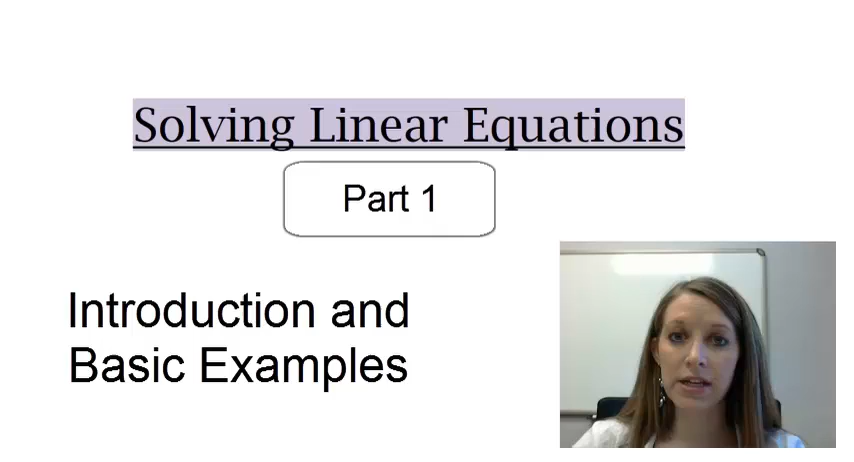 Solving Linear Equations
Part 1
Introduction and
Basic Examples